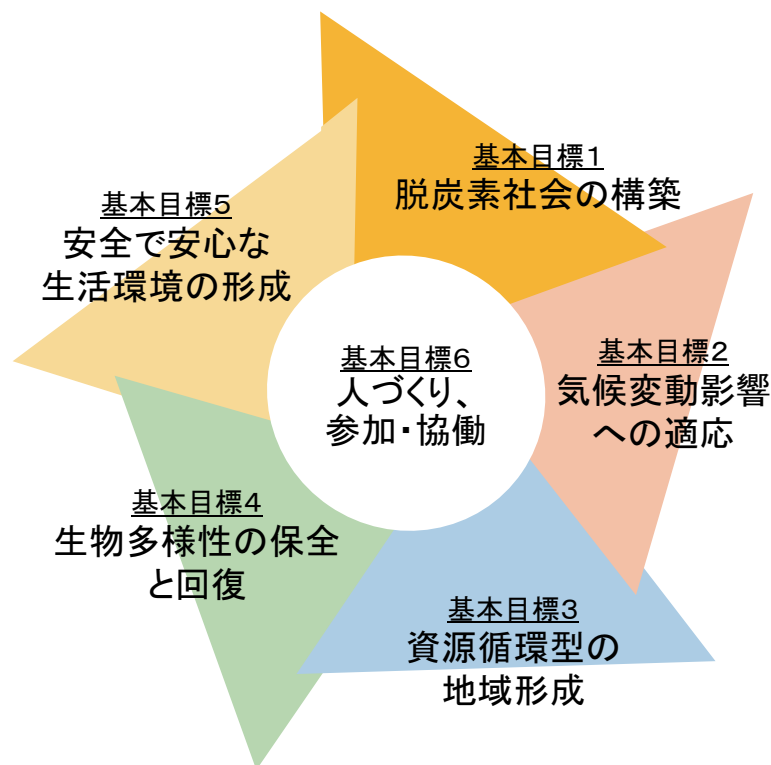 基本目標1
脱炭素社会の構築
基本目標2
気候変動影響
への適応
基本目標3
資源循環型の
地域形成
基本目標4
生物多様性の保全
と回復
基本目標5
安全で安心な
生活環境の形成
基本目標6
人づくり、
参加・協働